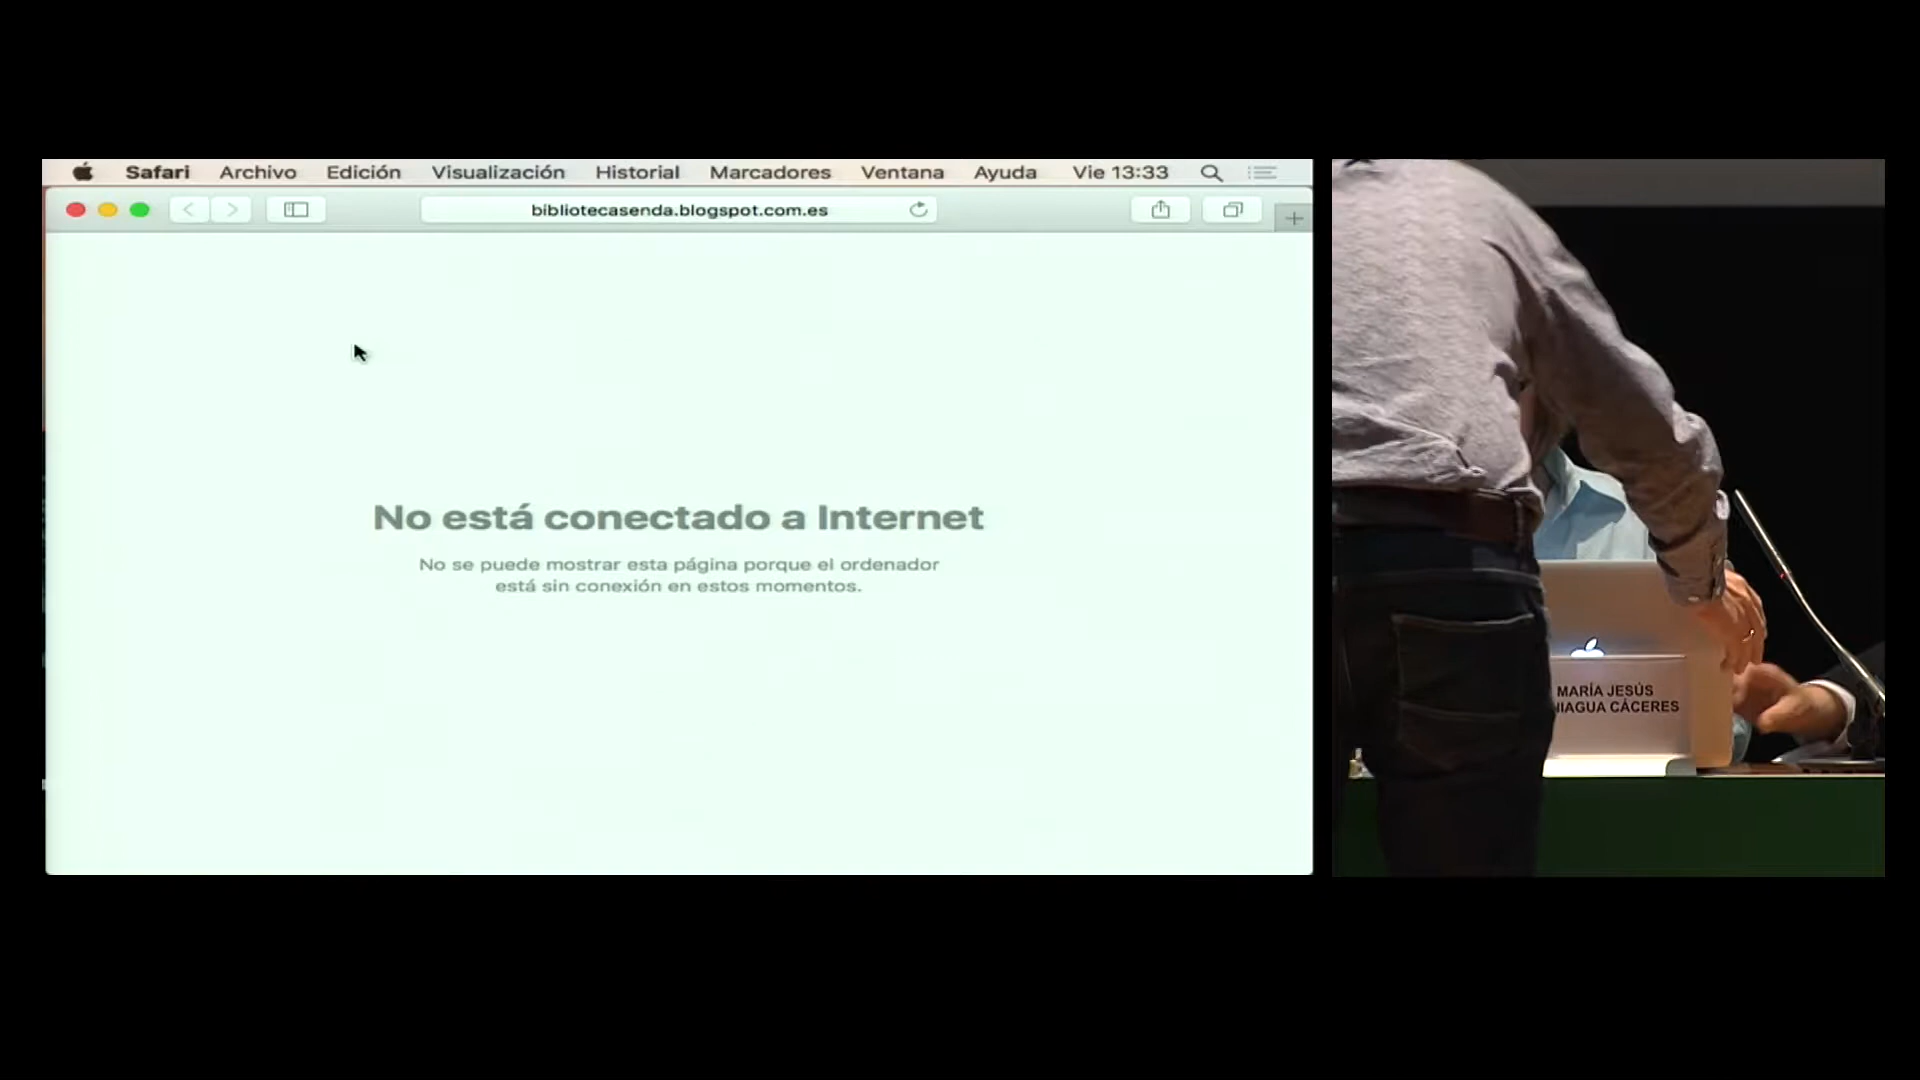 Safari Archivo Edición Visualización Historial Marcadores Ventana Ayuda Vie 13:33
bibliotecasenda.blogspot.com.es
No está conectado a Internet
No se puede mostrar esta página porque el ordenador
está sin conexión en estos momentos.
MARÍA JESÚS
CÁCERES